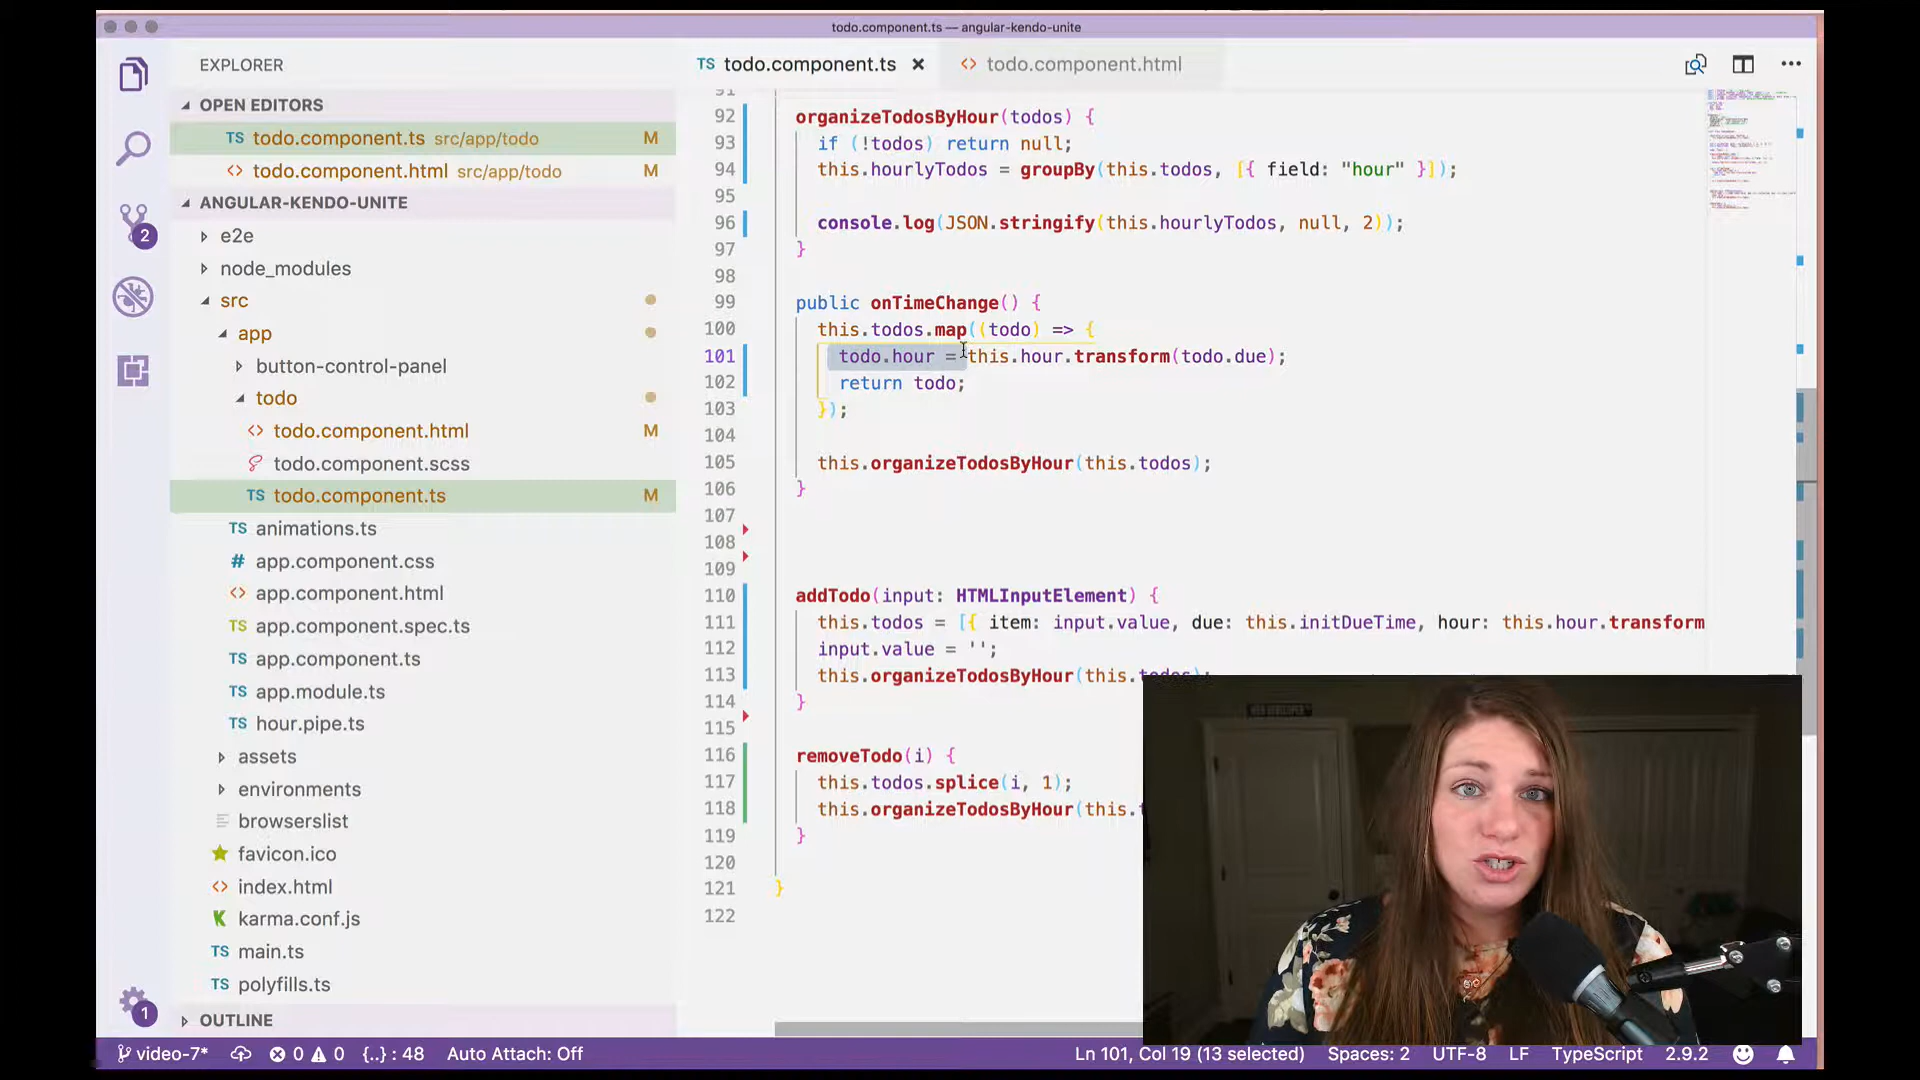 todo.component.ts — angular-kendo-unite
EXPLORER
OPEN EDITORS
TS todo.component.ts src/app/todo M
<> todo.component.html src/app/todo M
ANGULAR-KENDO-UNITE
2
e2e
node_modules
src
app
button-control-panel
todo
<> todo.component.html M
todo.component.scss
TS todo.component.ts M
TS animations.ts
# app.component.css
<> app.component.html
TS app.component.spec.ts
TS app.component.ts
TS app.module.ts
TS hour.pipe.ts
assets
environments
browserslist
favicon.ico
<> index.html
karma.conf.js
TS main.ts
TS polyfills.ts
1
OUTLINE
TS todo.component.ts ×
<> todo.component.html
91
92 organizeTodosByHour(todos) {
93 if (!todos) return null;
94 this.hourlyTodos = groupBy(this.todos, [{ field: "hour" }]);
95
96 console.log(JSON.stringify(this.hourlyTodos, null, 2));
97 }
98
99 public onTimeChange() {
100 this.todos.map((todo) => {
101 todo.hour = this.hour.transform(todo.due);
102 return todo;
103 });
104
105 this.organizeTodosByHour(this.todos);
106 }
107
108
109
110 addTodo(input: HTMLInputElement) {
111 this.todos = [{ item: input.value, due: this.initDueTime, hour: this.hour.transform
112 input.value = '';
113 this.organizeTodosByHour(this.todos);
114 }
115
116 removeTodo(i) {
117 this.todos.splice(i, 1);
118 this.organizeTodosByHour(this.
119 }
120
121 }
122
video-7* 0 0 {..} : 48 Auto Attach: Off Ln 101, Col 19 (13 selected) Spaces: 2 UTF-8 LF TypeScript 2.9.2